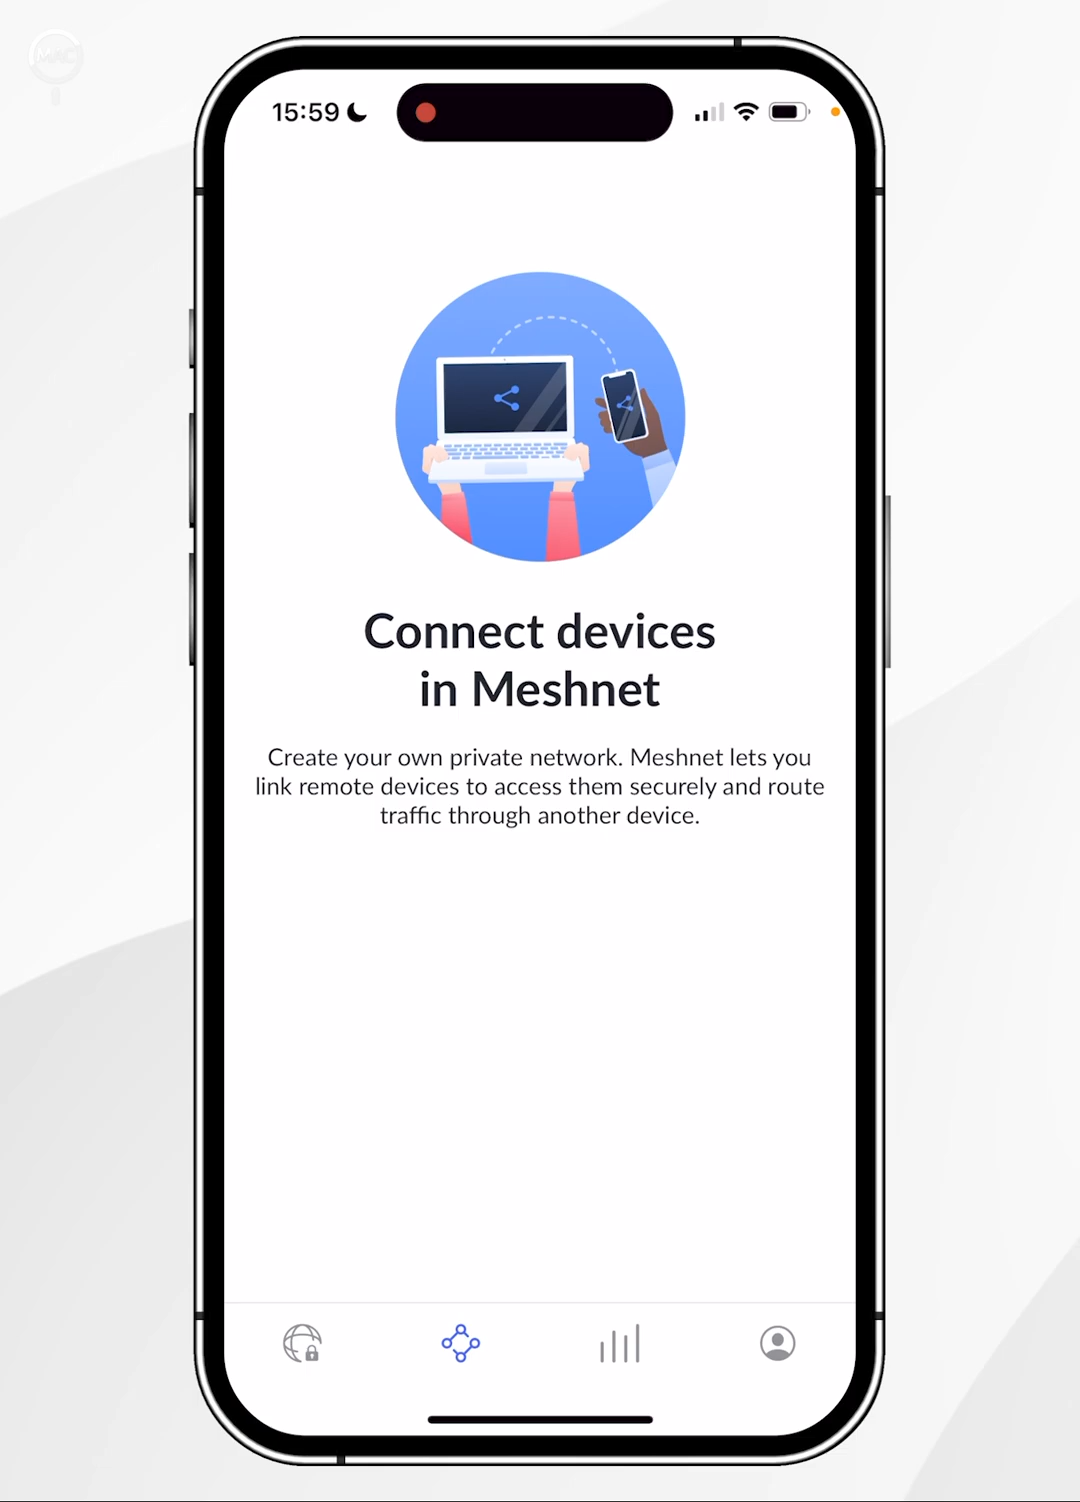 MAC
15:59
Connect devices
in Meshnet
Create your own private network. Meshnet lets you
link remote devices to access them securely and route
traffic through another device.